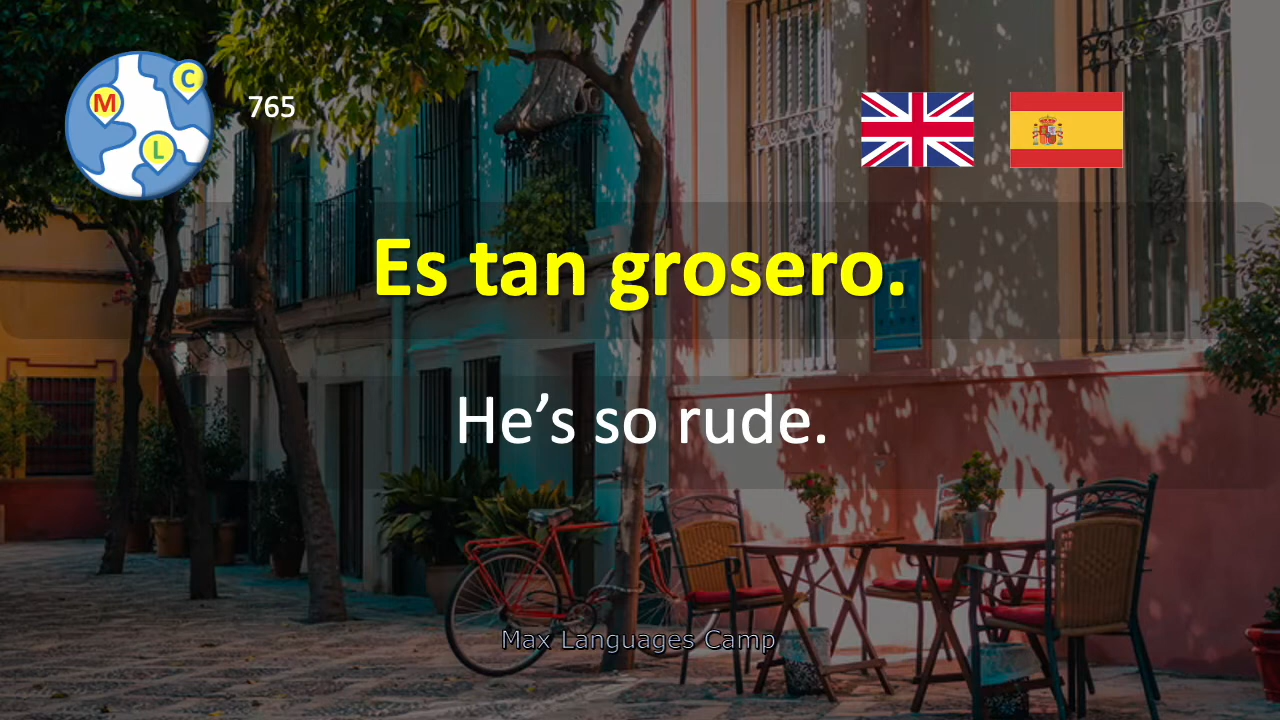 M
C
L
765
Es tan grosero.
He’s so rude.
Max Languages Camp